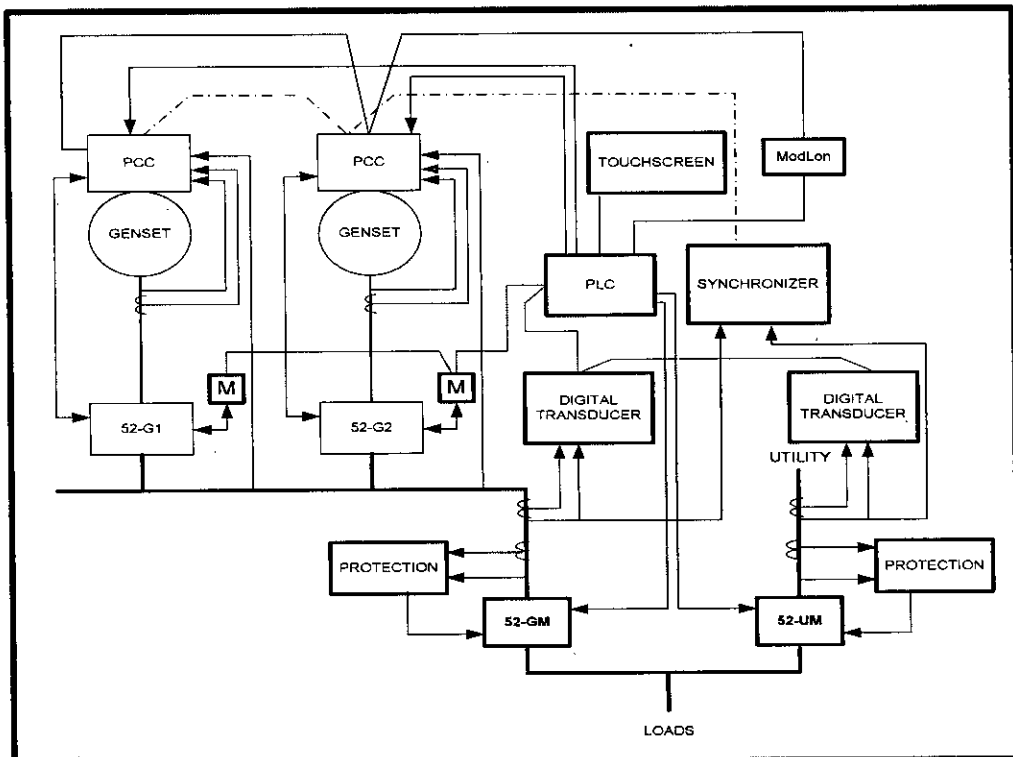 PCC
PCC
TOUCHSCREEN
ModLon
GENSET
GENSET
PLC
SYNCHRONIZER
M
M
DIGITAL
TRANSDUCER
DIGITAL
TRANSDUCER
52-G1
52-G2
UTILITY
PROTECTION
PROTECTION
52-GM
52-UM
LOADS